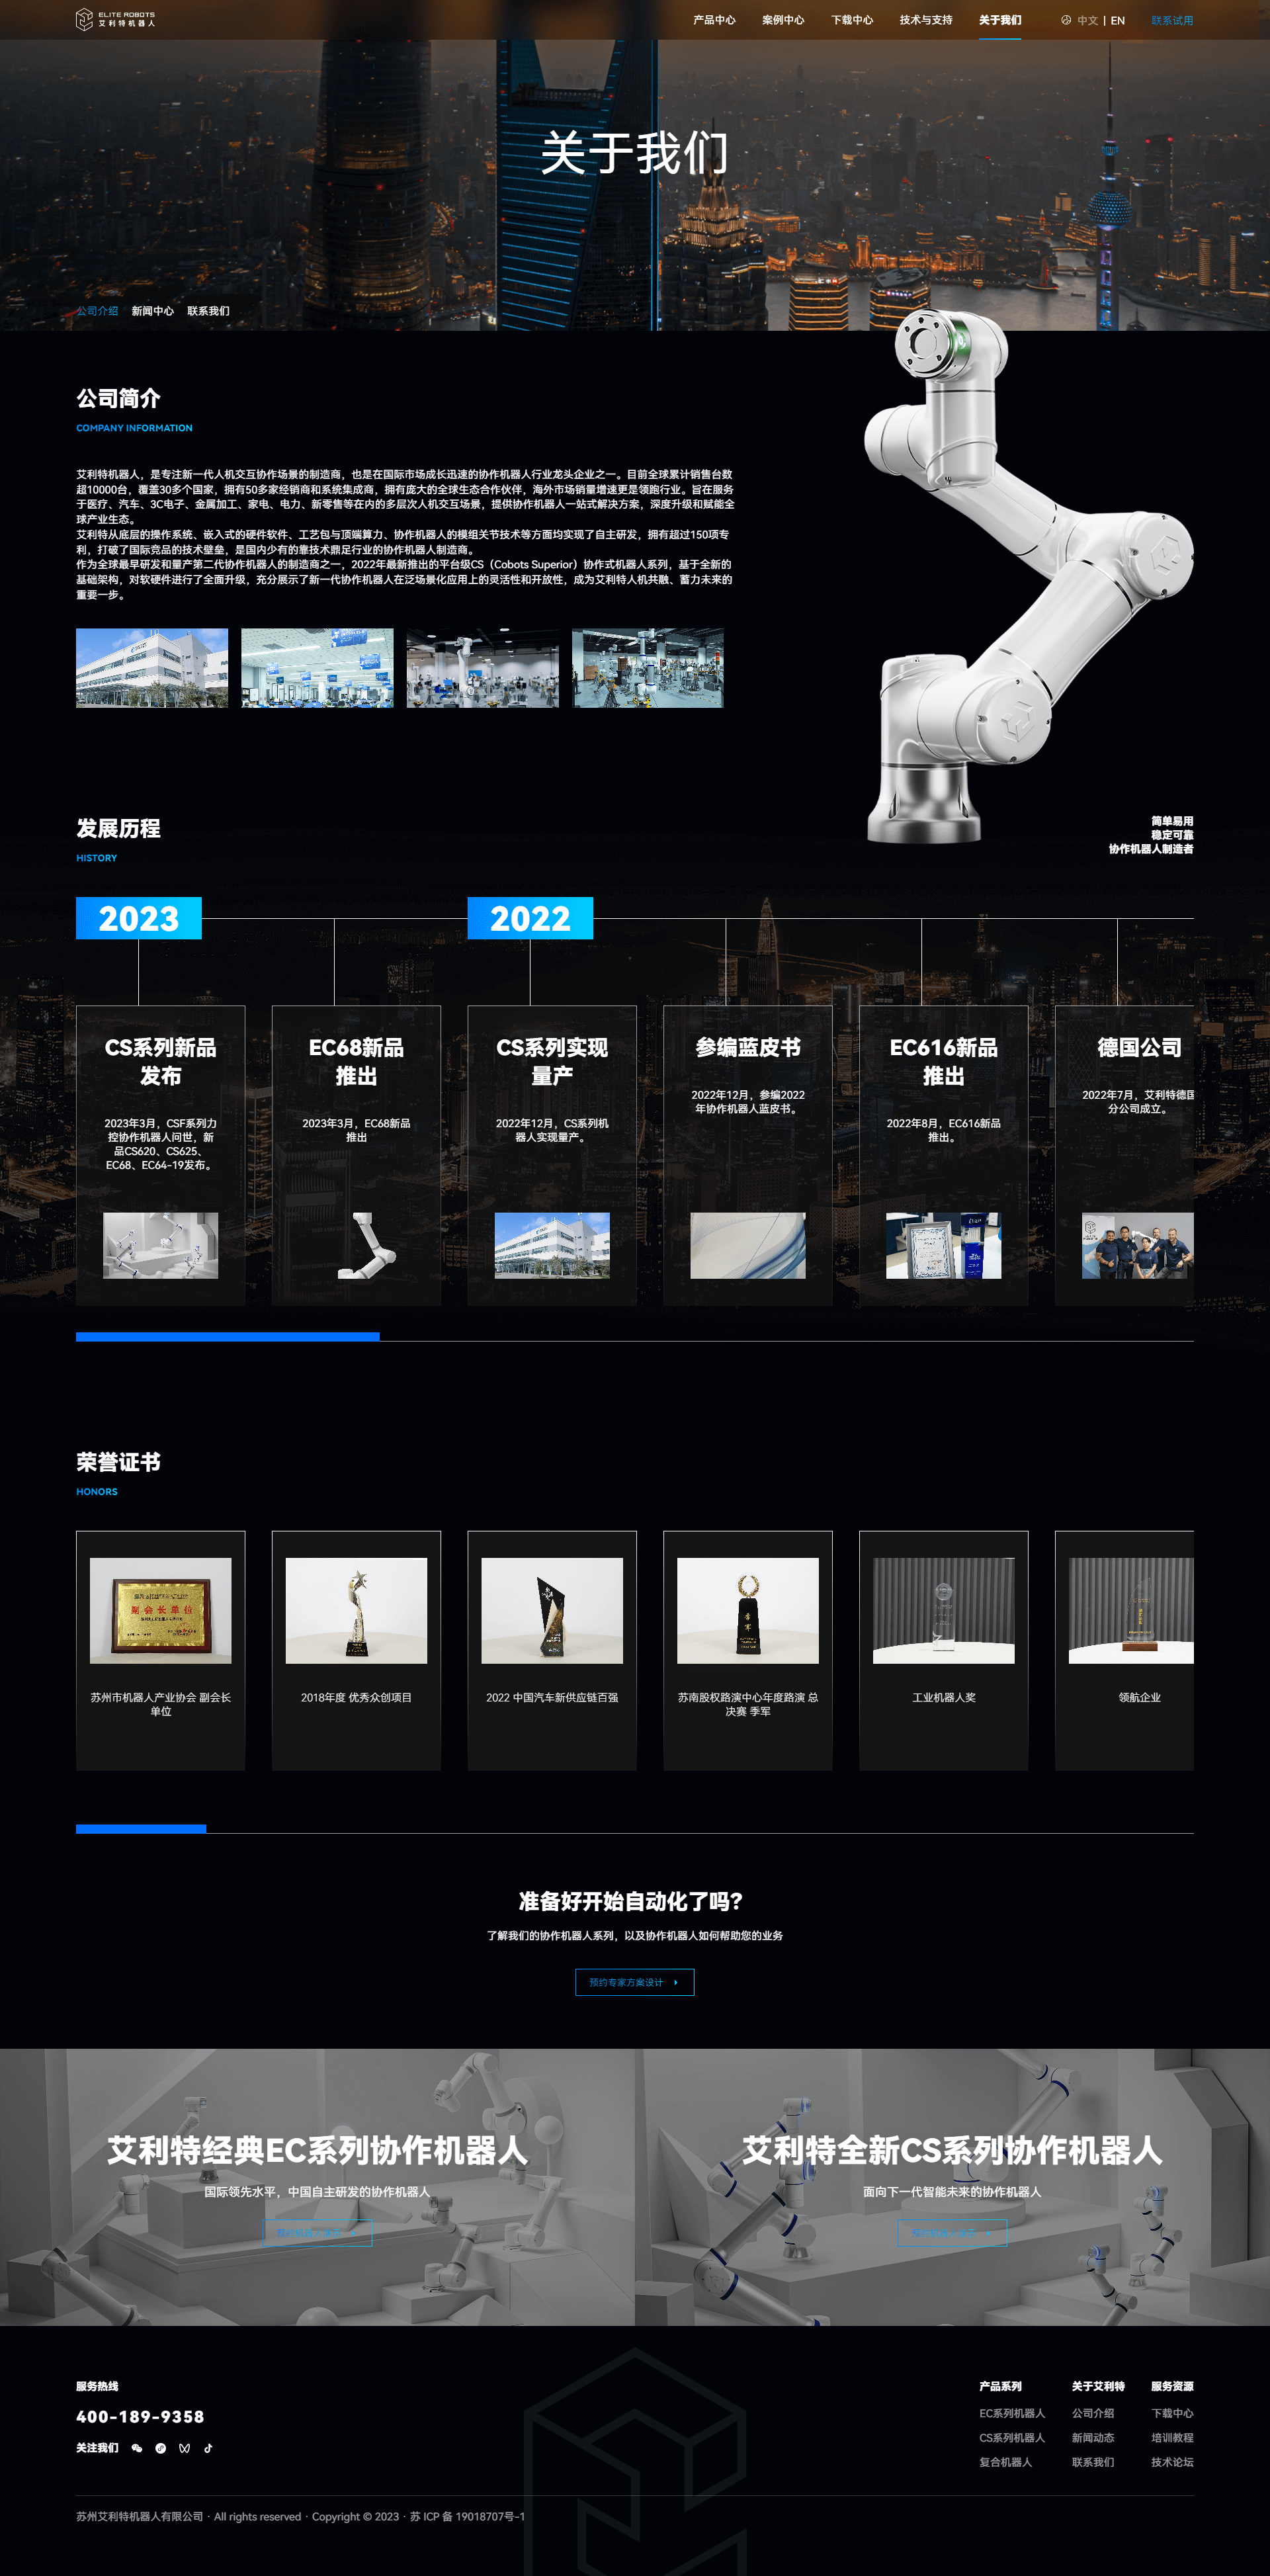 ELITE ROBOTS
艾利特机器人
产品中心 案例中心 下载中心 技术与支持 关于我们 中文 | EN 联系试用
关于我们
公司介绍 新闻中心 联系我们
公司简介
COMPANY INFORMATION
艾利特机器人，是专注新一代人机交互协作场景的制造商，也是在国际市场成长迅速的协作机器人行业龙头企业之一。目前全球累计销售台数
超10000台，覆盖30多个国家，拥有50多家经销商和系统集成商，拥有庞大的全球生态合作伙伴，海外市场销量增速更是领跑行业。旨在服务
于医疗、汽车、3C电子、金属加工、家电、电力、新零售等在内的多层次人机交互场景，提供协作机器人一站式解决方案，深度升级和赋能全
球产业生态。
艾利特从底层的操作系统、嵌入式的硬件软件、工艺包与顶端算力、协作机器人的模组关节技术等方面均实现了自主研发，拥有超过150项专
利，打破了国际竞品的技术壁垒，是国内少有的靠技术鼎足行业的协作机器人制造商。
作为全球最早研发和量产第二代协作机器人的制造商之一，2022年最新推出的平台级CS（Cobots Superior）协作式机器人系列，基于全新的
基础架构，对软硬件进行了全面升级，充分展示了新一代协作机器人在泛场景化应用上的灵活性和开放性，成为艾利特人机共融、蓄力未来的
重要一步。
简单易用
稳定可靠
协作机器人制造者
发展历程
HISTORY
2023
2022
CS系列新品
发布
2023年3月，CSF系列力
控协作机器人问世，新
品CS620、CS625、
EC68、EC64-19发布。
EC68新品
推出
2023年3月，EC68新品
推出
CS系列实现
量产
2022年12月，CS系列机
器人实现量产。
参编蓝皮书
2022年12月，参编2022
年协作机器人蓝皮书。
EC616新品
推出
2022年8月，EC616新品
推出。
德国公司
2022年7月，艾利特德国
分公司成立。
荣誉证书
HONORS
副会长单位
苏州市机器人产业协会 副会长
单位
2018年度 优秀众创项目
2022 中国汽车新供应链百强
季军
苏南股权路演中心年度路演 总
决赛 季军
工业机器人奖
领航企业
准备好开始自动化了吗？
了解我们的协作机器人系列，以及协作机器人如何帮助您的业务
预约专家方案设计
艾利特经典EC系列协作机器人
国际领先水平，中国自主研发的协作机器人
艾利特全新CS系列协作机器人
面向下一代智能未来的协作机器人
服务热线
400-189-9358
关注我们
产品系列
EC系列机器人
CS系列机器人
复合机器人
关于艾利特
公司介绍
新闻动态
联系我们
服务资源
下载中心
培训教程
技术论坛
苏州艾利特机器人有限公司 · All rights reserved · Copyright © 2023 · 苏 ICP 备 19018707号-1